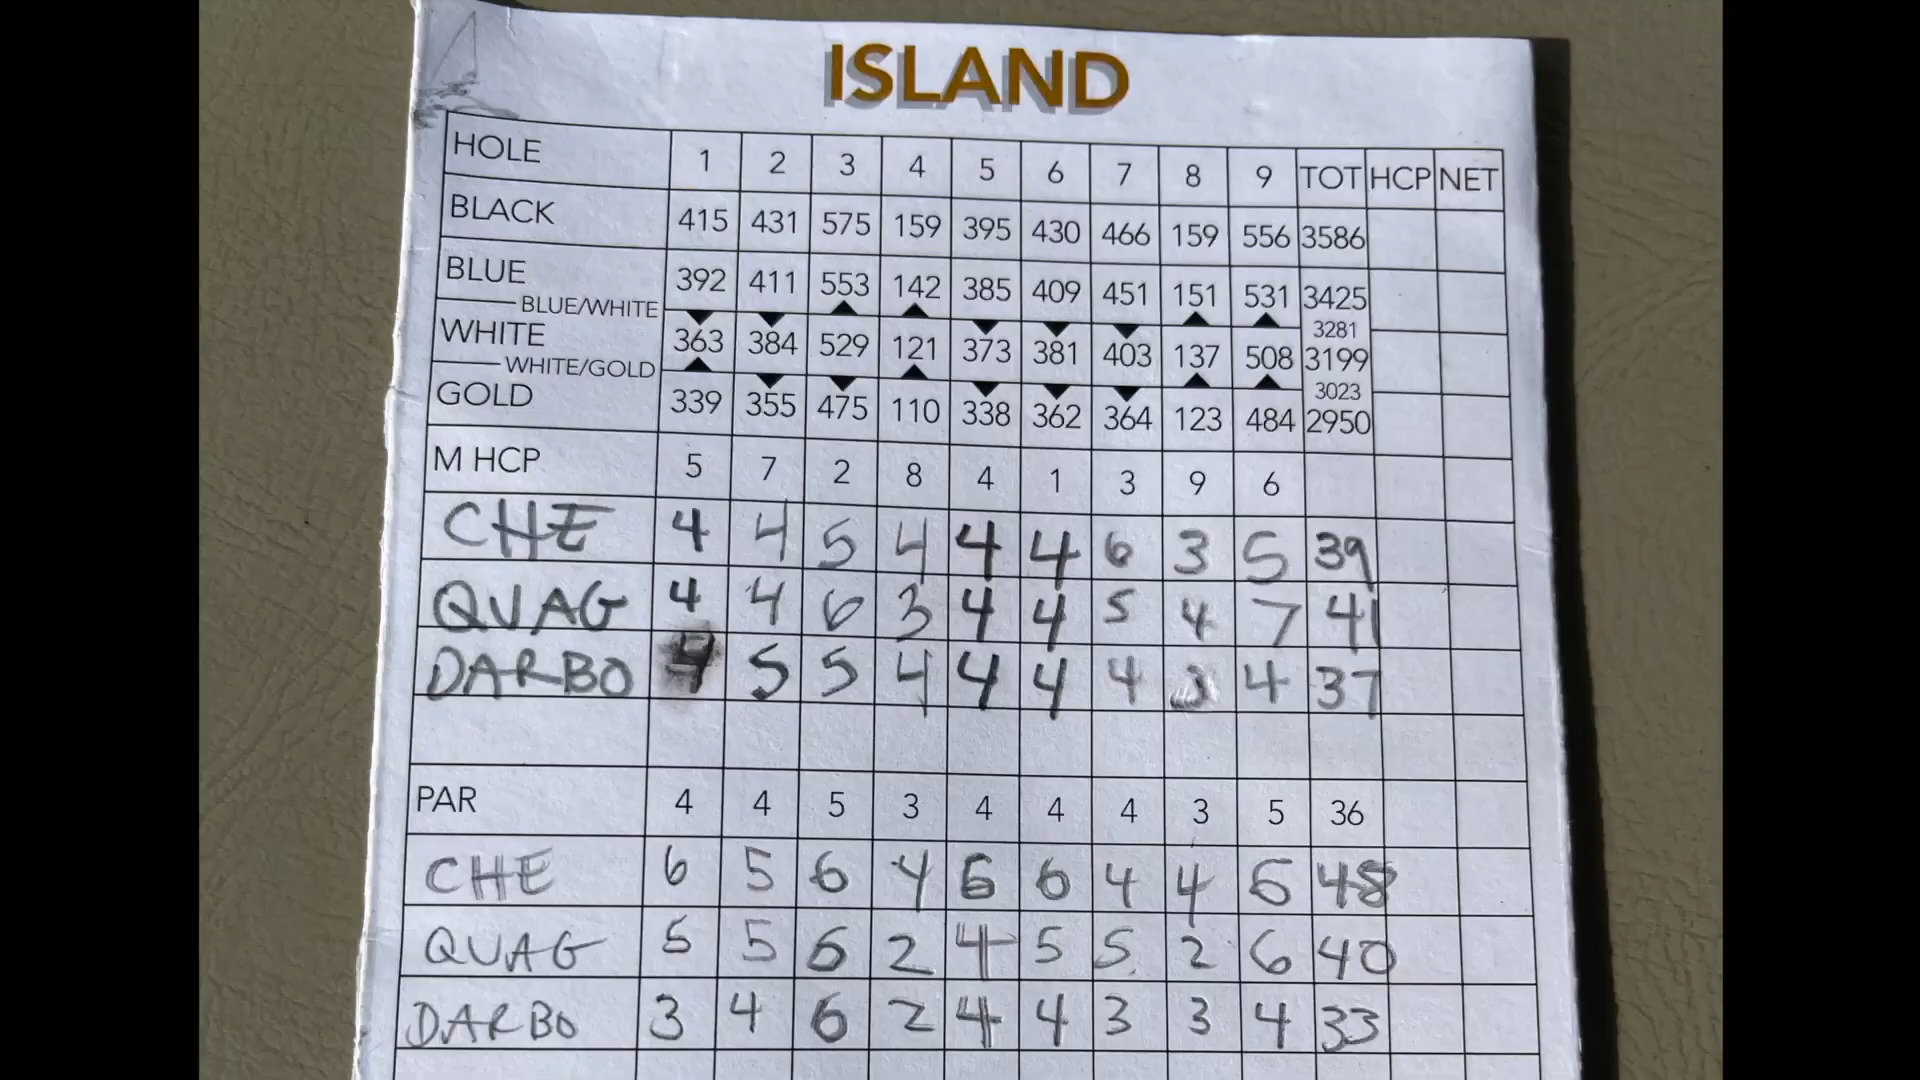 ISLAND
HOLE 1 2 3 4 5 6 7 8 9 TOT HCP NET
BLACK 415 431 575 159 395 430 466 159 556 3586
BLUE 392 411 553 142 385 409 451 151 531 3425
BLUE/WHITE 3281
WHITE 363 384 529 121 373 381 403 137 508 3199
WHITE/GOLD 3023
GOLD 339 355 475 110 338 362 364 123 484 2950
M HCP 5 7 2 8 4 1 3 9 6
CHE 4 4 5 4 4 4 6 3 5 39
QUAG 4 4 6 3 4 4 5 4 7 41
DARBO 4 5 5 4 4 4 4 3 4 37
PAR 4 4 5 3 4 4 4 3 5 36
CHE 6 5 6 4 6 4 4 48
QUAG 5 5 6 2 4 5 5 2 6 40
DARBO 3 4 6 2 4 4 3 3 4 33